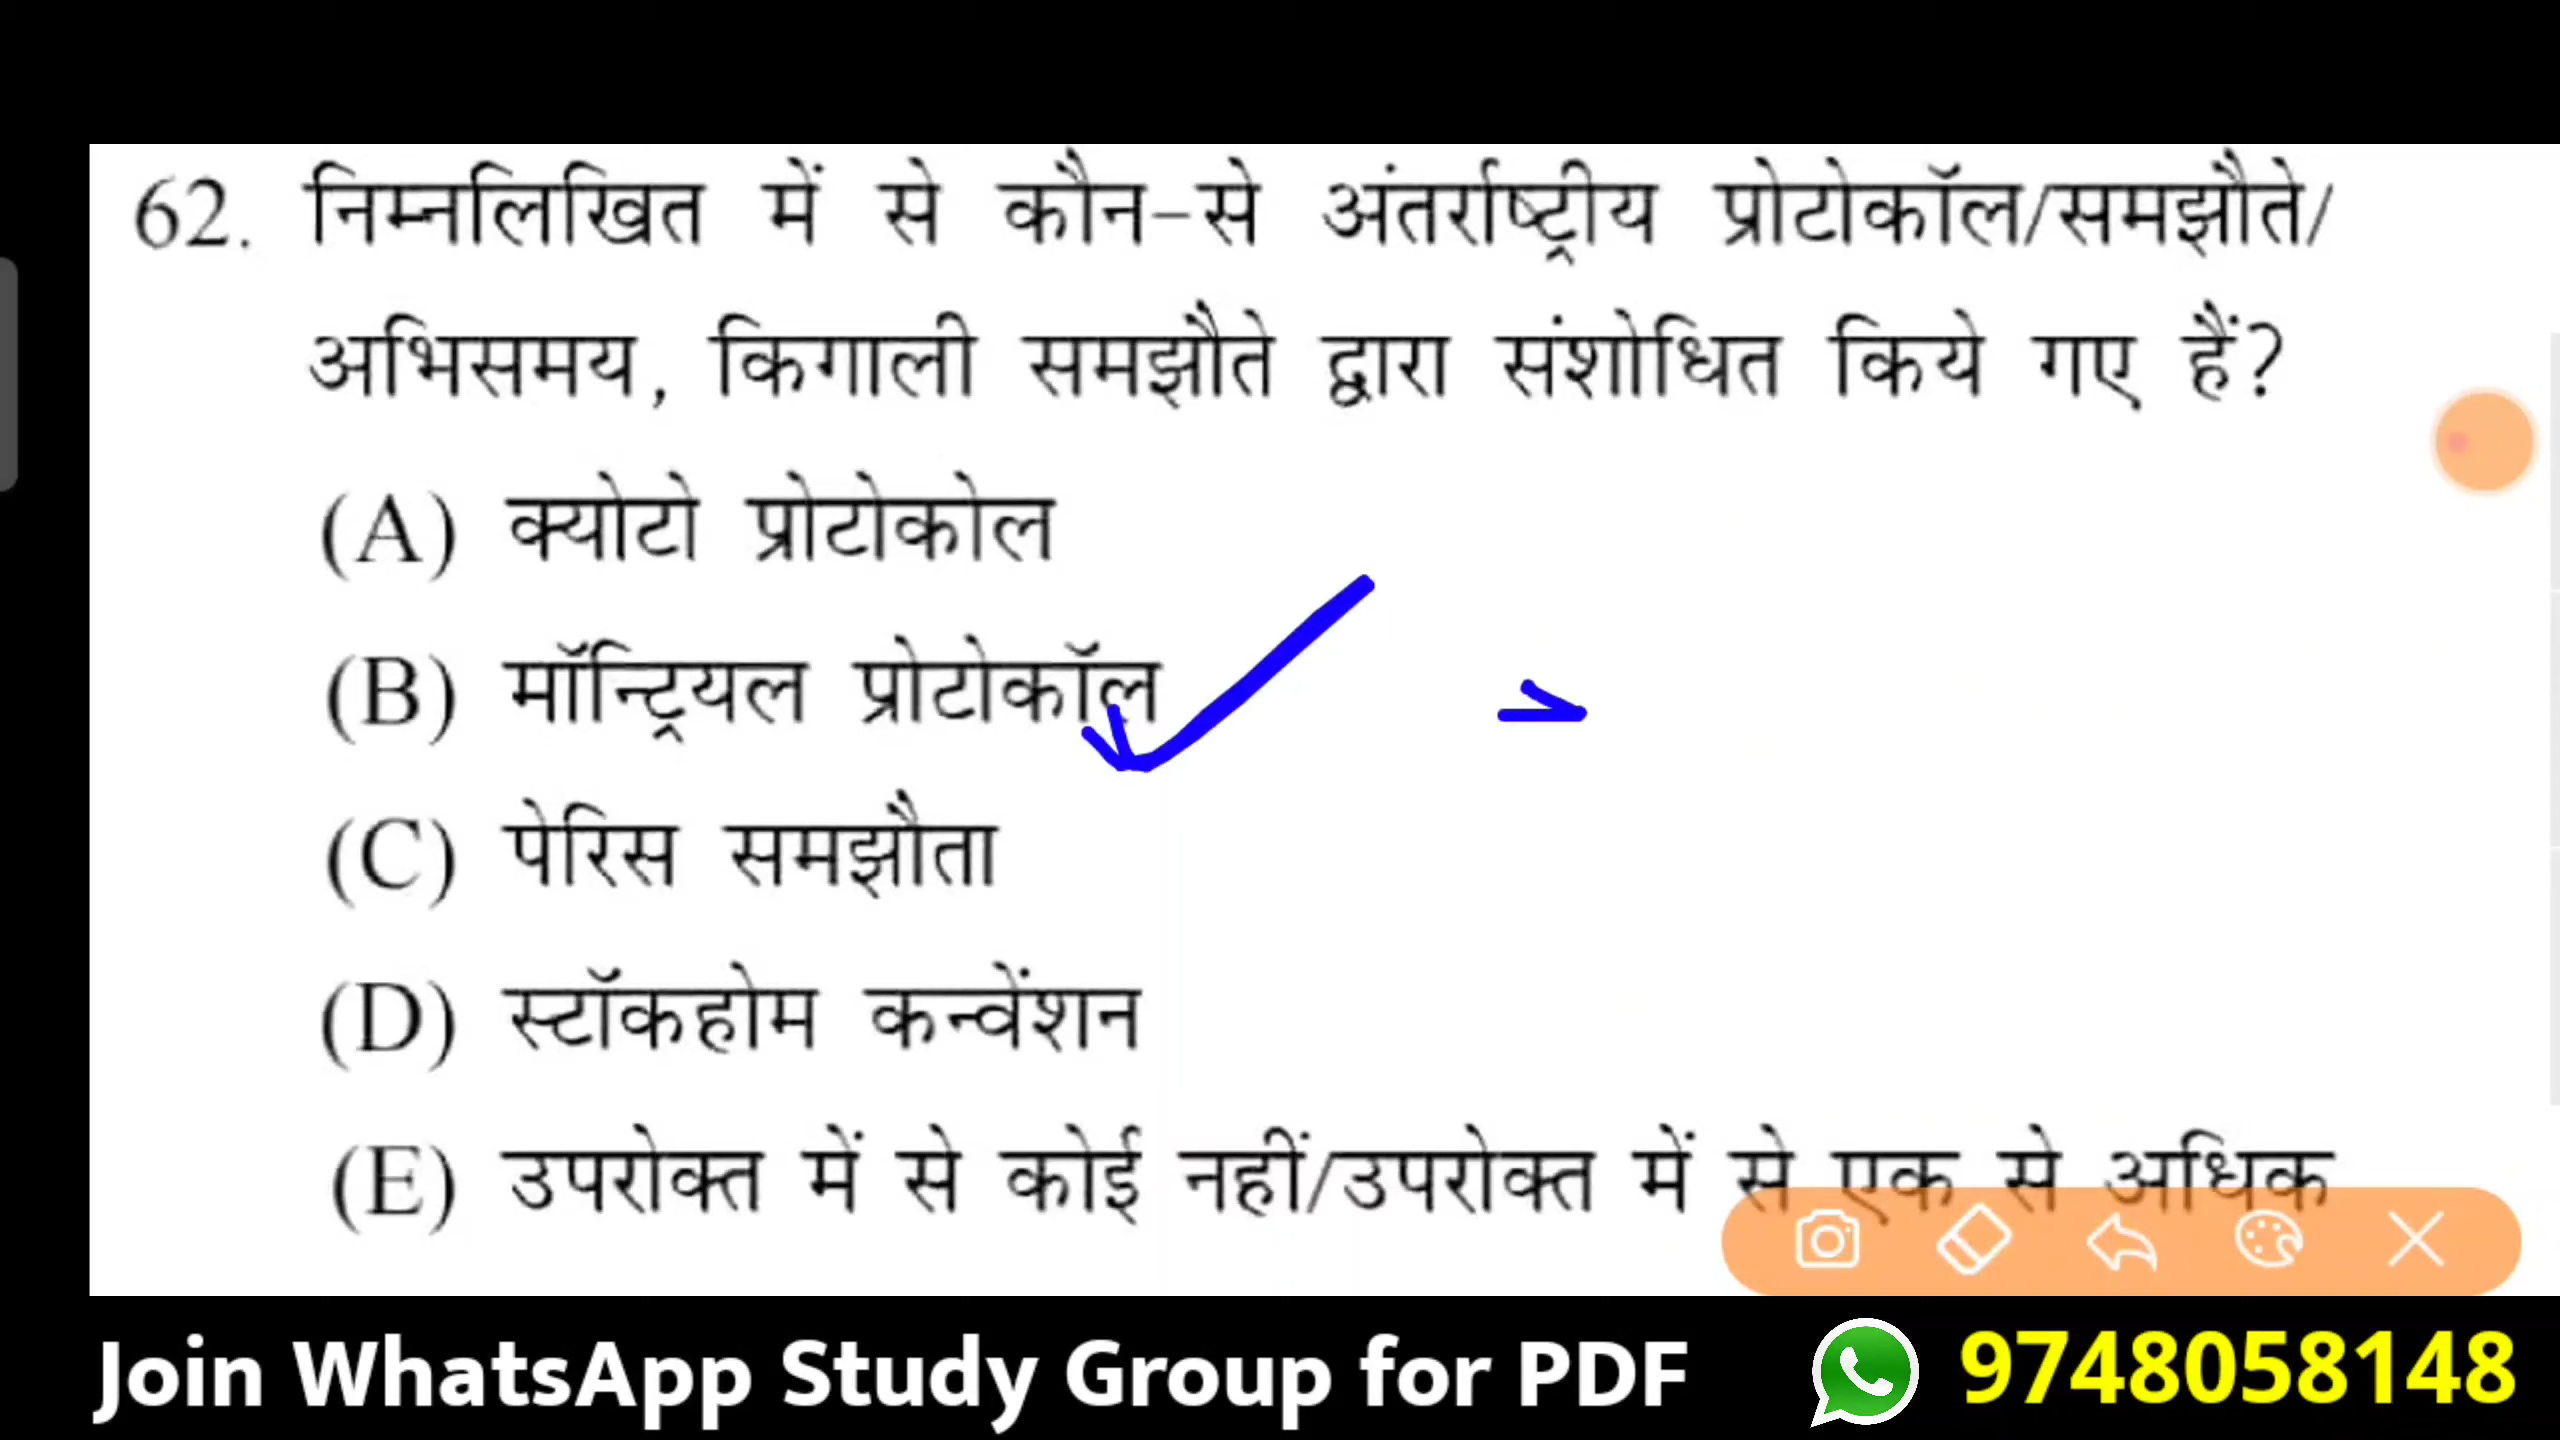 62. निम्नलिखित में से कौन-से अंतर्राष्ट्रीय प्रोटोकॉल/समझौते/
अभिसमय, किगाली समझौते द्वारा संशोधित किये गए हैं?
(A) क्योटो प्रोटोकोल
(B) मॉन्ट्रियल प्रोटोकॉल
(C) पेरिस समझौता
(D) स्टॉकहोम कन्वेंशन
(E) उपरोक्त में से कोई नहीं/उपरोक्त में से एक से अधिक
Join WhatsApp Study Group for PDF 9748058148